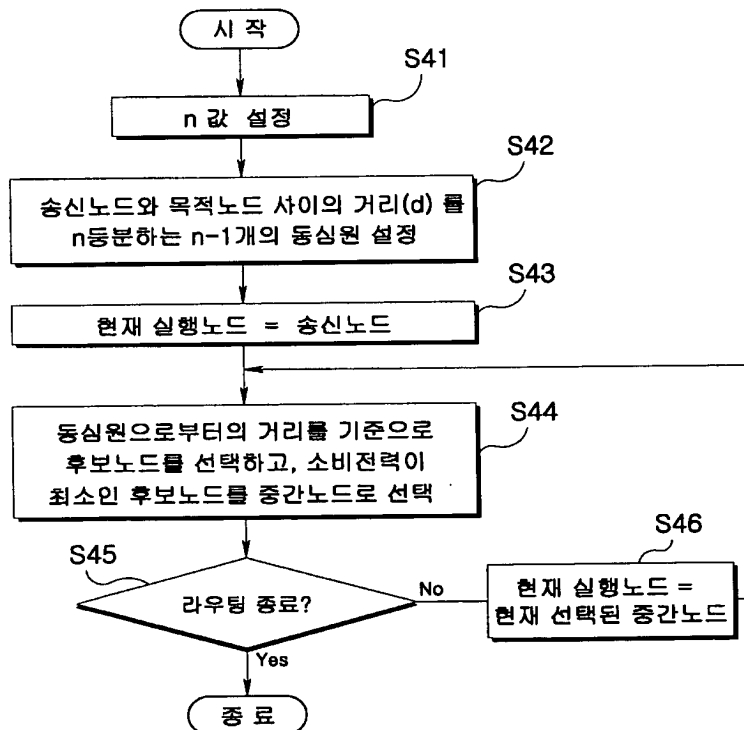 시 작
S41
n 값 설정
S42
송신노드와 목적노드 사이의 거리(d) 를
n등분하는 n-1개의 동심원 설정
S43
현재 실행노드 = 송신노드
S44
동심원으로부터의 거리를 기준으로
후보노드를 선택하고, 소비전력이
최소인 후보노드를 중간노드로 선택
S45
라우팅 종료?
No
S46
현재 실행노드 =
현재 선택된 중간노드
Yes
종 료